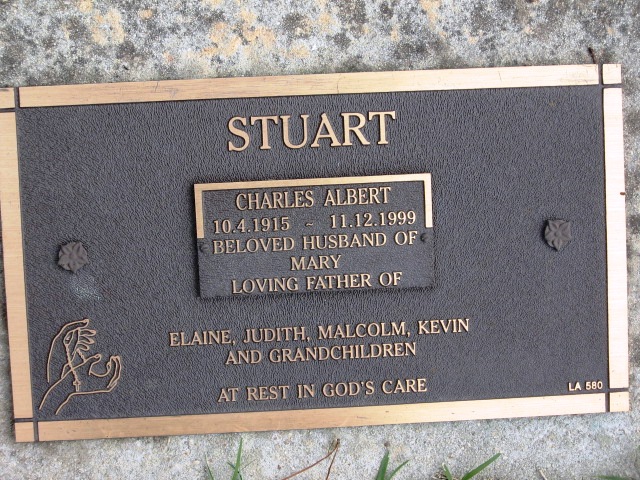 STUART
CHARLES ALBERT
10.4.1915 ~ 11.12.1999
BELOVED HUSBAND OF
MARY
LOVING FATHER OF
ELAINE, JUDITH, MALCOLM, KEVIN
AND GRANDCHILDREN
AT REST IN GOD'S CARE
LA 580